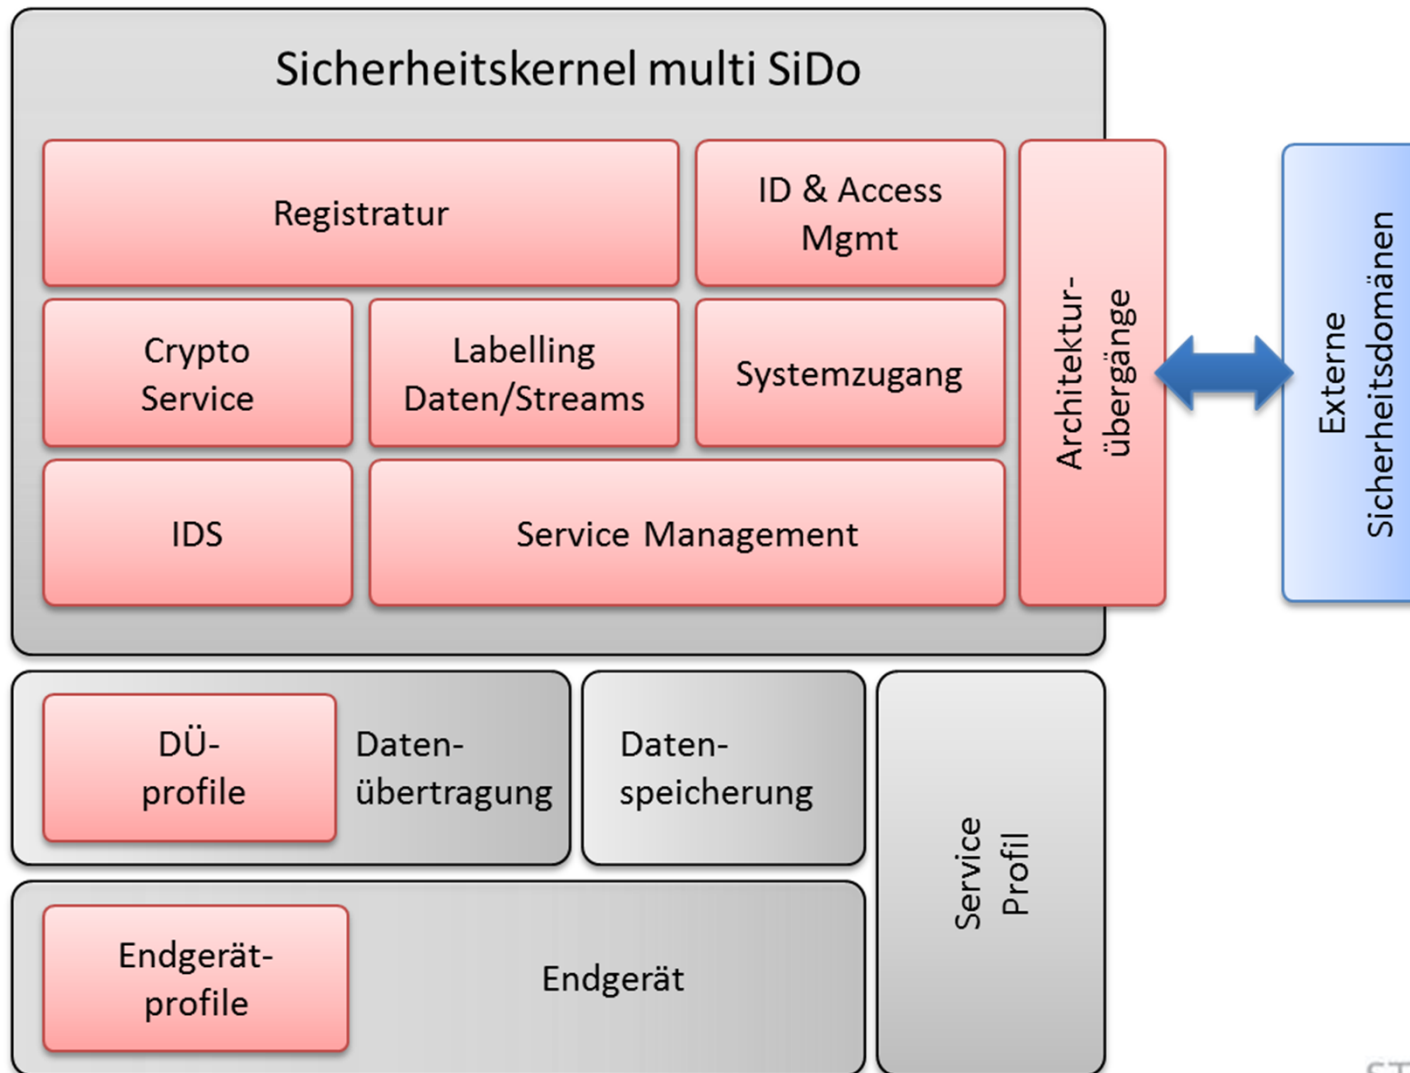 Sicherheitskernel multi SiDo
Registratur
ID & Access
Mgmt
Crypto
Service
Labelling
Daten/Streams
Systemzugang
IDS
Service Management
Architektur-
übergänge
Externe
Sicherheitsdomänen
DÜ-
profile
Daten-
übertragung
Daten-
speicherung
Service
Profil
Endgerät-
profile
Endgerät